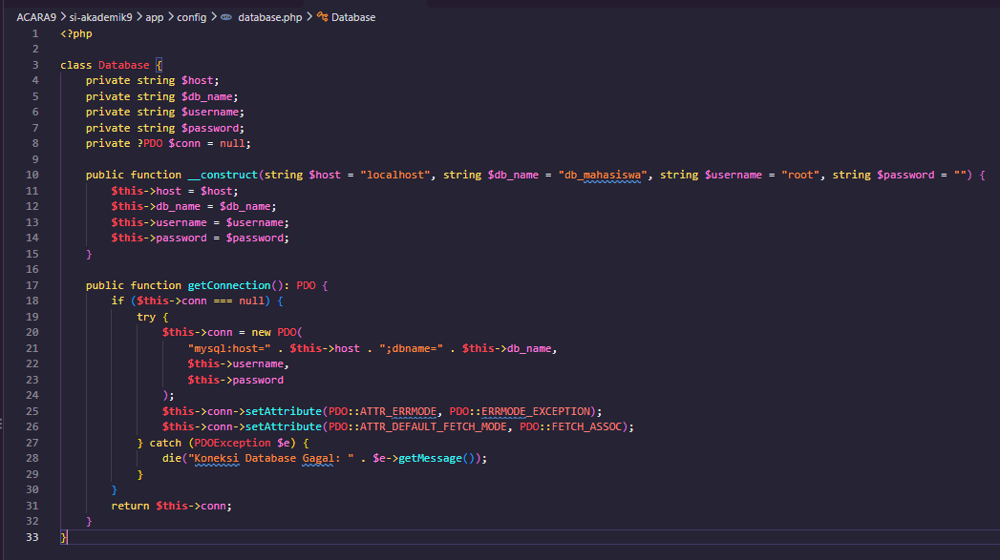 ACARA9 > si-akademik9 > app > config > database.php > Database
1 <?php
2
3 class Database {
4     private string $host;
5     private string $db_name;
6     private string $username;
7     private string $password;
8     private ?PDO $conn = null;
9
10     public function __construct(string $host = "localhost", string $db_name = "db_mahasiswa", string $username = "root", string $password = "") {
11         $this->host = $host;
12         $this->db_name = $db_name;
13         $this->username = $username;
14         $this->password = $password;
15     }
16
17     public function getConnection(): PDO {
18         if ($this->conn === null) {
19             try {
20                 $this->conn = new PDO(
21                     "mysql:host=" . $this->host . ";dbname=" . $this->db_name,
22                     $this->username,
23                     $this->password
24                 );
25                 $this->conn->setAttribute(PDO::ATTR_ERRMODE, PDO::ERRMODE_EXCEPTION);
26                 $this->conn->setAttribute(PDO::ATTR_DEFAULT_FETCH_MODE, PDO::FETCH_ASSOC);
27             } catch (PDOException $e) {
28                 die("Koneksi Database Gagal: " . $e->getMessage());
29             }
30         }
31         return $this->conn;
32     }
33 }